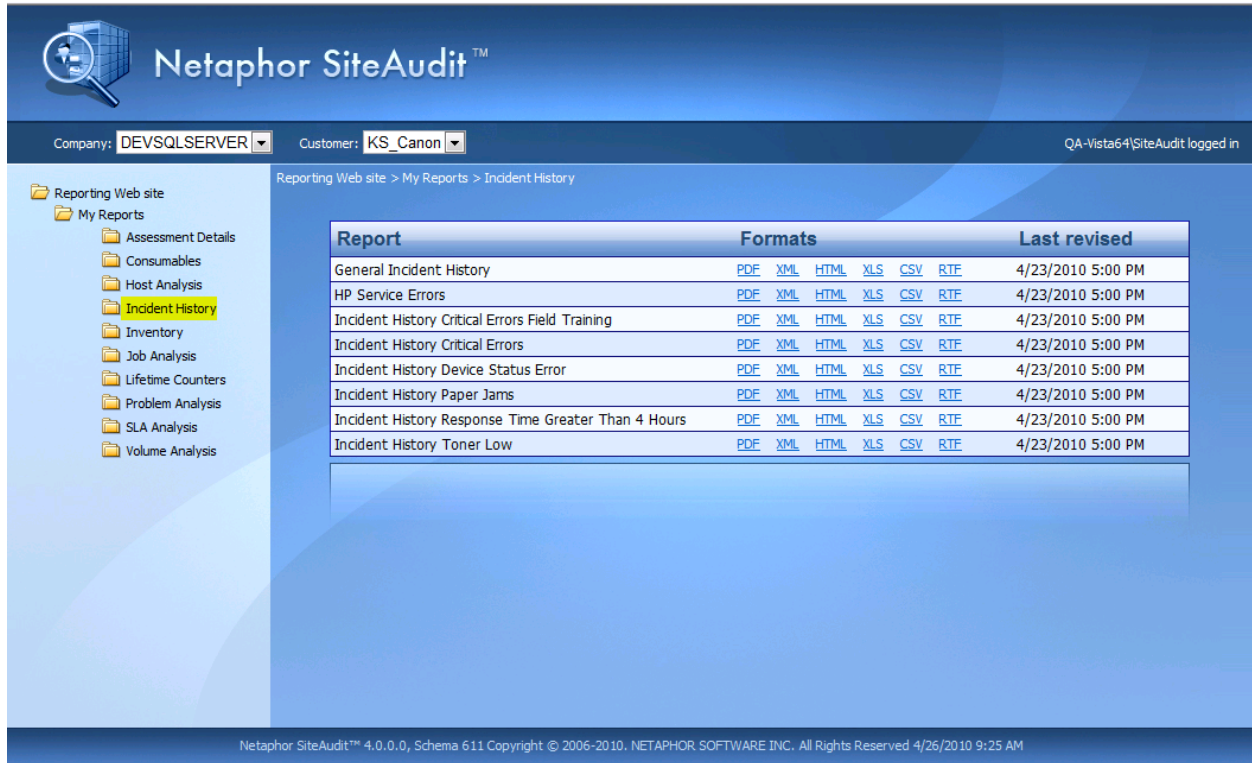 Netaphor SiteAudit™
Company: DEVSQLSERVER Customer: KS_Canon QA-Vista64\SiteAudit logged in
Reporting Web site
My Reports
Assessment Details
Consumables
Host Analysis
Incident History
Inventory
Job Analysis
Lifetime Counters
Problem Analysis
SLA Analysis
Volume Analysis
Reporting Web site > My Reports > Incident History
Report Formats Last revised
General Incident History PDF XML HTML XLS CSV RTF 4/23/2010 5:00 PM
HP Service Errors PDF XML HTML XLS CSV RTF 4/23/2010 5:00 PM
Incident History Critical Errors Field Training PDF XML HTML XLS CSV RTF 4/23/2010 5:00 PM
Incident History Critical Errors PDF XML HTML XLS CSV RTF 4/23/2010 5:00 PM
Incident History Device Status Error PDF XML HTML XLS CSV RTF 4/23/2010 5:00 PM
Incident History Paper Jams PDF XML HTML XLS CSV RTF 4/23/2010 5:00 PM
Incident History Response Time Greater Than 4 Hours PDF XML HTML XLS CSV RTF 4/23/2010 5:00 PM
Incident History Toner Low PDF XML HTML XLS CSV RTF 4/23/2010 5:00 PM
Netaphor SiteAudit™ 4.0.0.0, Schema 611 Copyright © 2006-2010. NETAPHOR SOFTWARE INC. All Rights Reserved 4/26/2010 9:25 AM